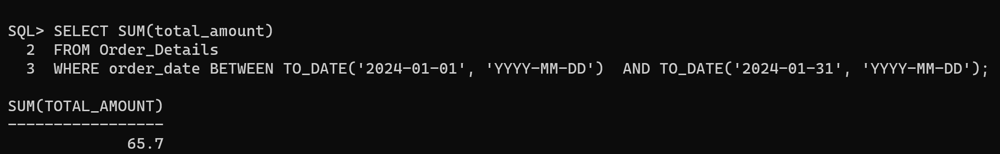 SQL> SELECT SUM(total_amount)
  2  FROM Order_Details
  3  WHERE order_date BETWEEN TO_DATE('2024-01-01', 'YYYY-MM-DD')  AND TO_DATE('2024-01-31', 'YYYY-MM-DD');
SUM(TOTAL_AMOUNT)
-----------------
             65.7